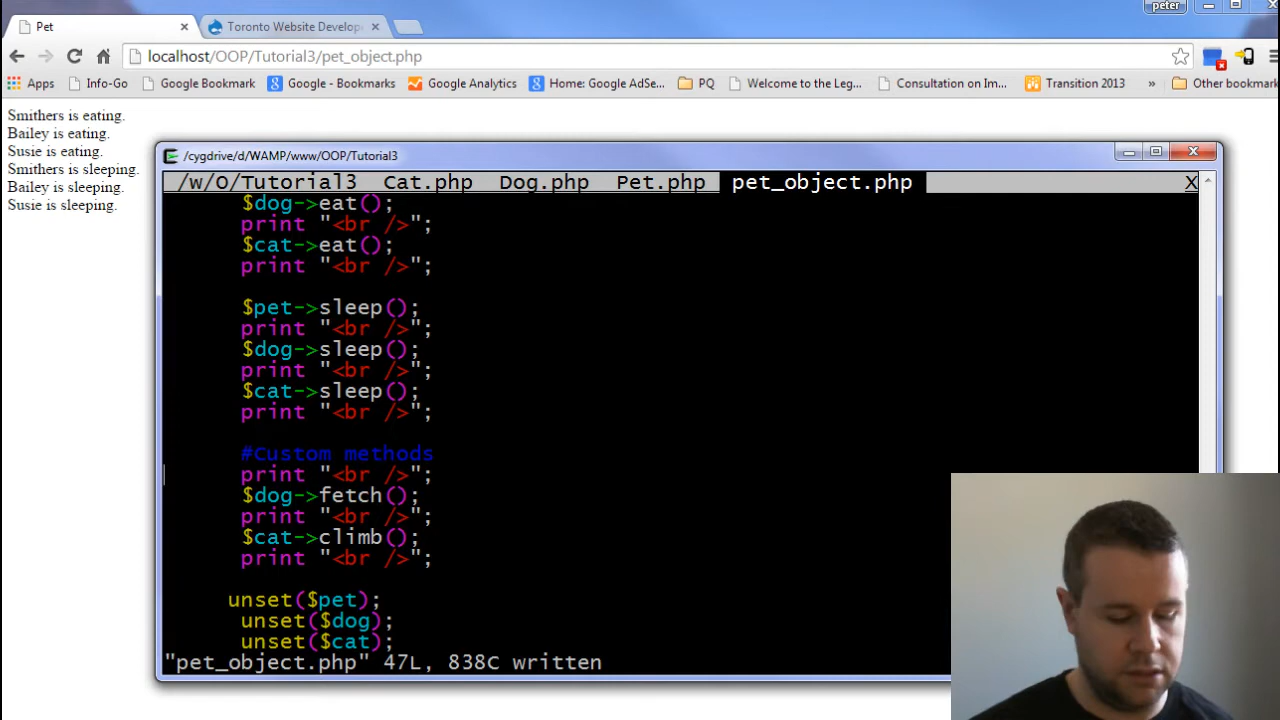 peter
Pet
Toronto Website Develop
localhost/OOP/Tutorial3/pet_object.php
Apps Info-Go Google Bookmark Google - Bookmarks Google Analytics Home: Google AdSe... PQ Welcome to the Leg... Consultation on Im... Transition 2013 » Other bookmark
Smithers is eating.
Bailey is eating.
Susie is eating.
Smithers is sleeping.
Bailey is sleeping.
Susie is sleeping.
/cygdrive/d/WAMP/www/OOP/Tutorial3
/w/O/Tutorial3 Cat.php Dog.php Pet.php pet_object.php X
$dog->eat();
print "<br />";
$cat->eat();
print "<br />";
$pet->sleep();
print "<br />";
$dog->sleep();
print "<br />";
$cat->sleep();
print "<br />";
#Custom methods
print "<br />";
$dog->fetch();
print "<br />";
$cat->climb();
print "<br />";
unset($pet);
unset($dog);
unset($cat);
"pet_object.php" 47L, 838C written